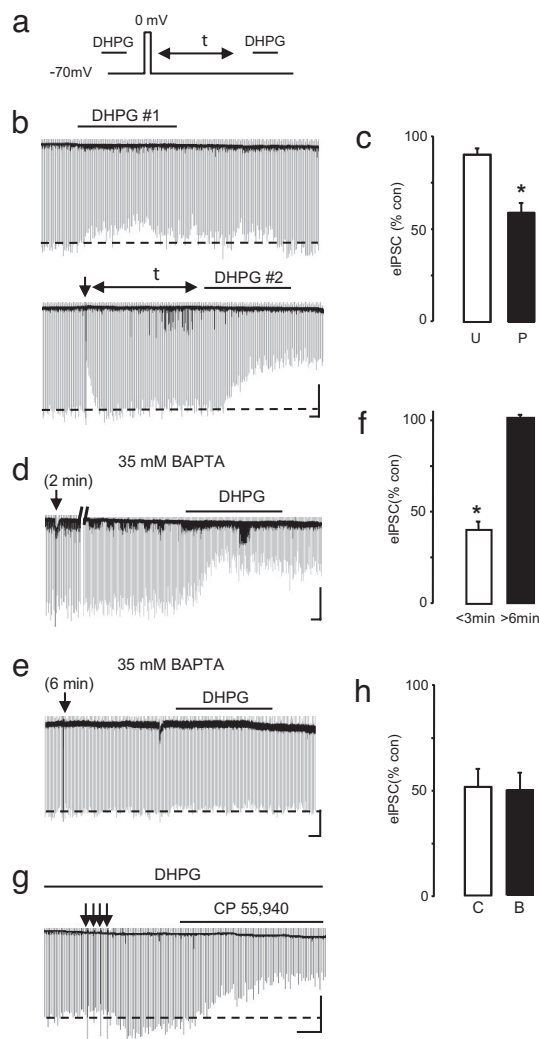 a
0 mV
DHPG
t
DHPG
-70mV
b
DHPG #1
t
DHPG #2
c
100
50
0
eIPSC (% con)
*
U
P
d
35 mM BAPTA
(2 min)
DHPG
f
100
50
0
eIPSC(% con)
*
<3min
>6min
e
35 mM BAPTA
(6 min)
DHPG
g
DHPG
CP 55,940
h
100
50
0
eIPSC(% con)
C
B